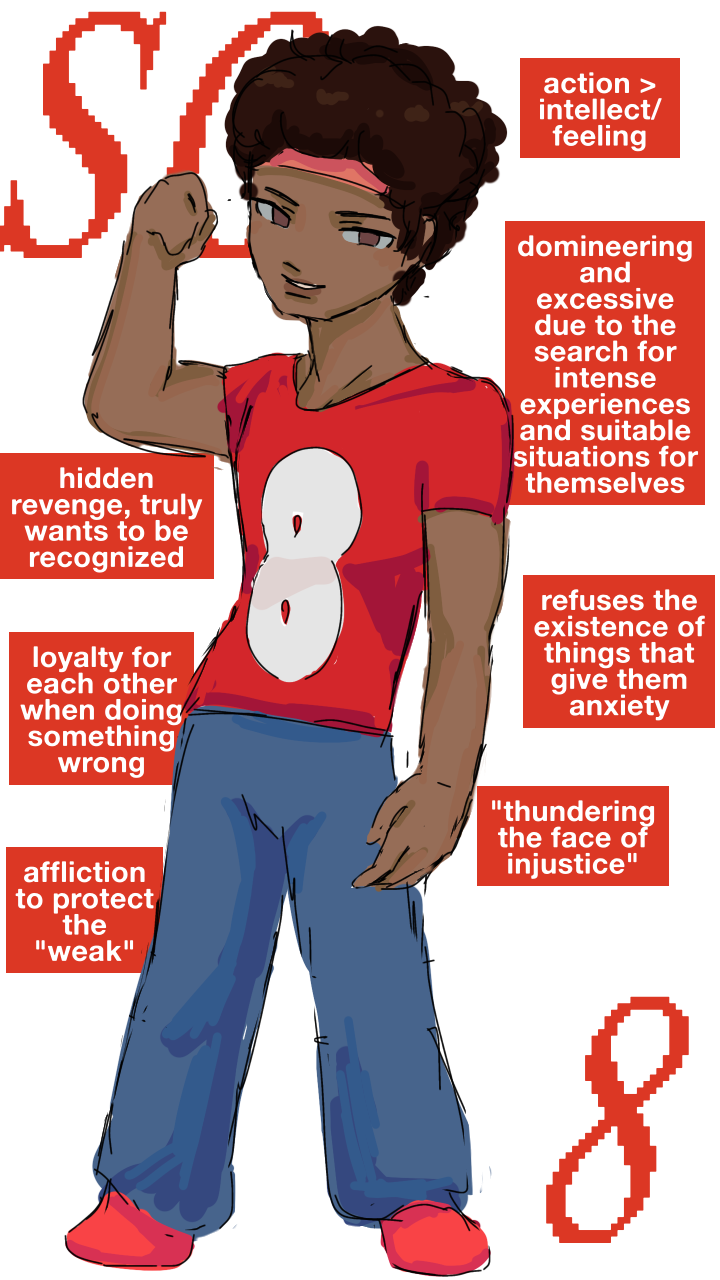 SO
action >
intellect/
feeling
domineering
and
excessive
due to the
search for
intense
experiences
and suitable
situations for
themselves
hidden
revenge, truly
wants to be
recognized
refuses the
existence of
things that
give them
anxiety
loyalty for
each other
when doing
something
wrong
"thundering
the face of
injustice"
affliction
to protect
the
"weak"
8
8